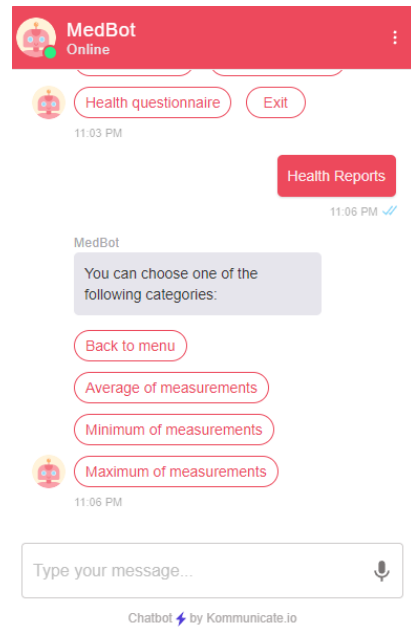 MedBot
Online
Health questionnaire
Exit
11:03 PM
Health Reports
11:06 PM
MedBot
You can choose one of the
following categories:
Back to menu
Average of measurements
Minimum of measurements
Maximum of measurements
11:06 PM
Type your message...
Chatbot by Kommunicate.io